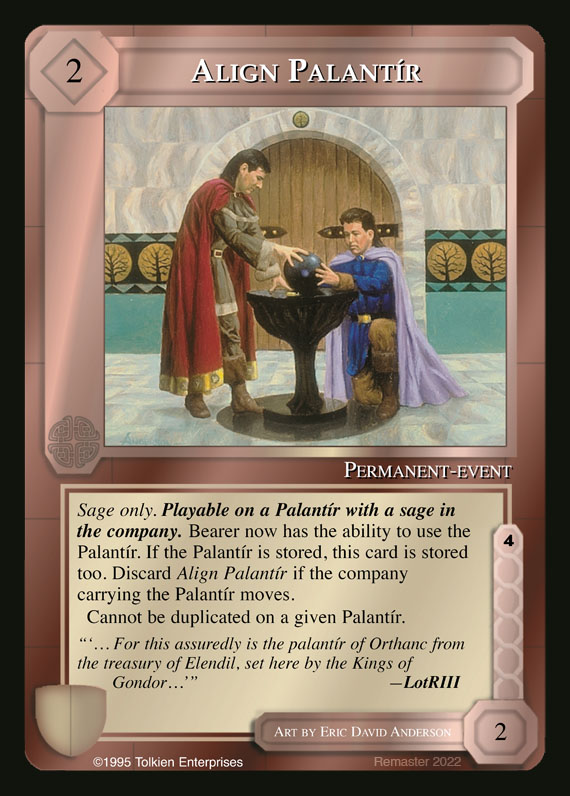 2
ALIGN PALANTÍR
PERMANENT-EVENT
Sage only. Playable on a Palantír with a sage in
the company. Bearer now has the ability to use the
Palantír. If the Palantír is stored, this card is stored
too. Discard Align Palantír if the company
carrying the Palantír moves.
Cannot be duplicated on a given Palantír.
“‘…For this assuredly is the palantír of Orthanc from
the treasury of Elendil, set here by the Kings of
Gondor…’” —LotRIII
4
ART BY ERIC DAVID ANDERSON
2
©1995 Tolkien Enterprises
Remaster 2022